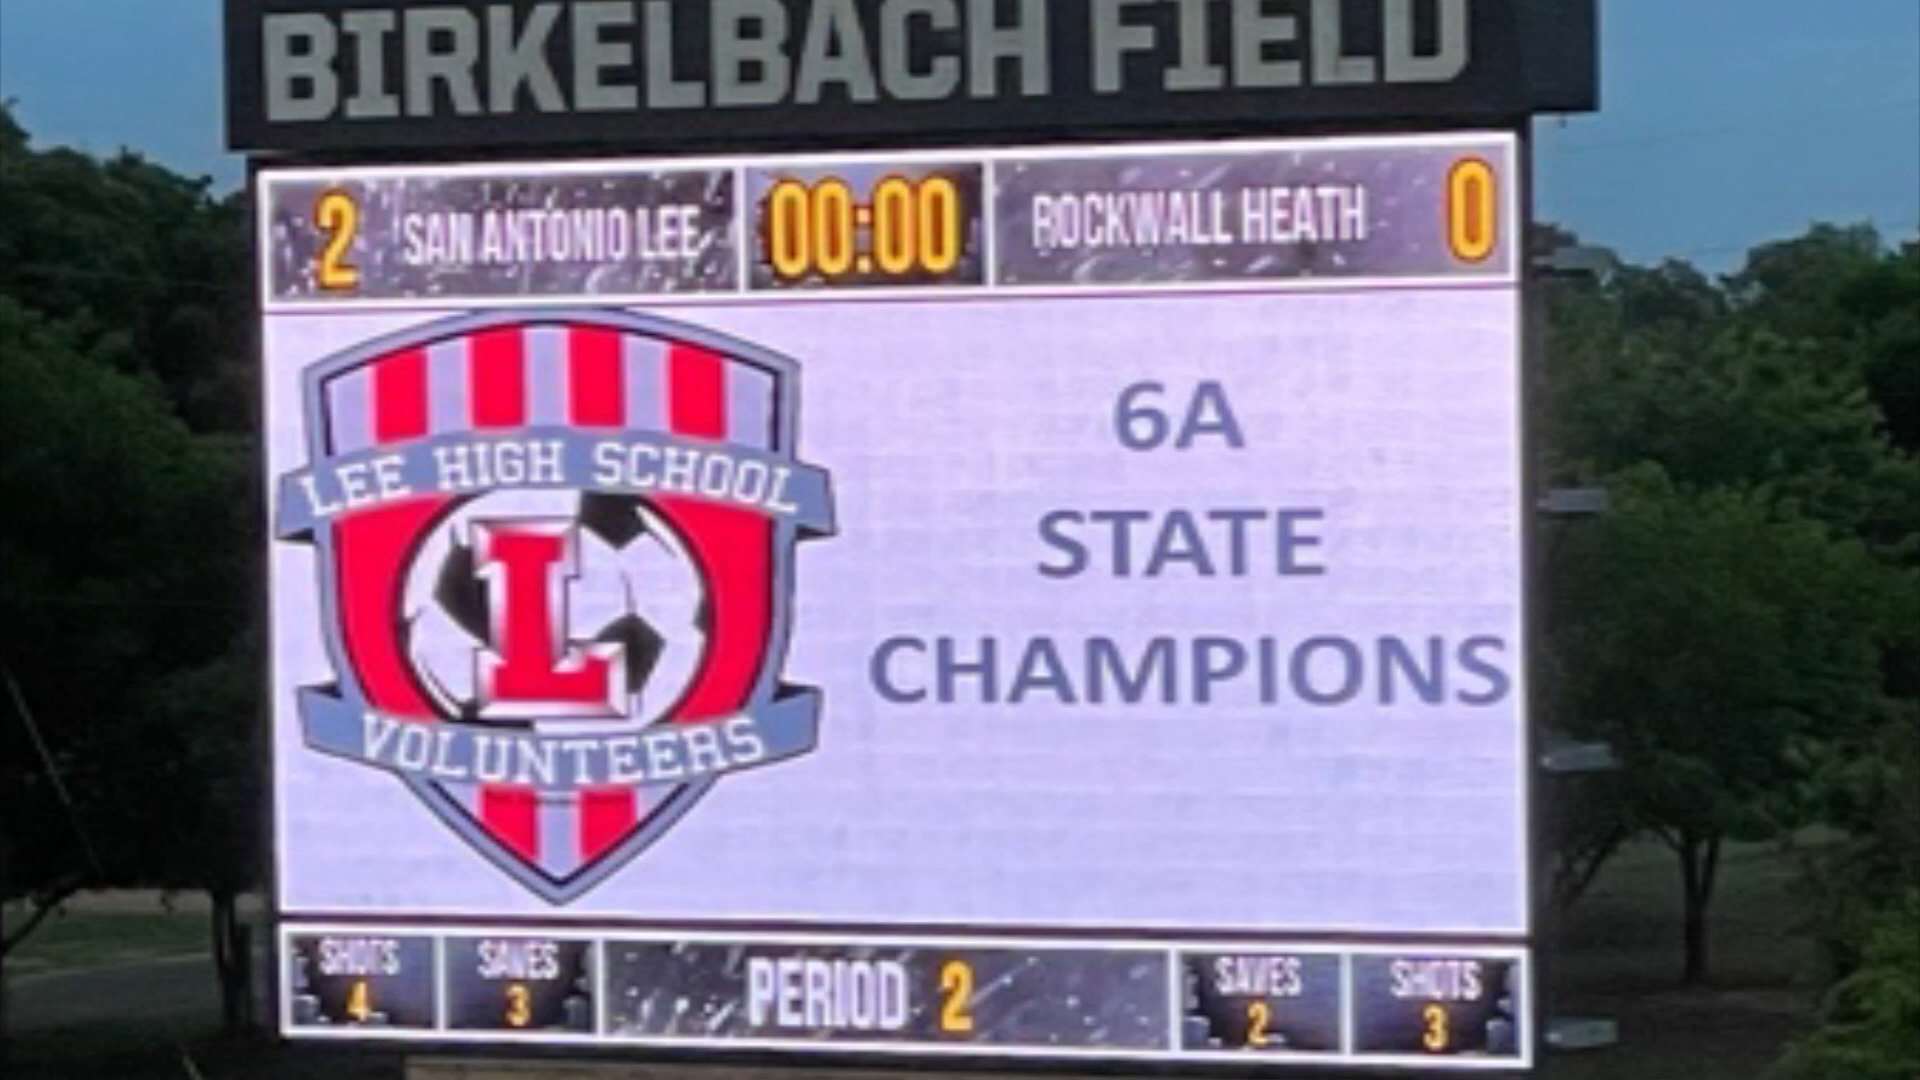 BIRKELBACH FIELD
2 SAN ANTONIO LEE 00:00 ROCKWALL HEATH 0
LEE HIGH SCHOOL
L
VOLUNTEERS
6A
STATE
CHAMPIONS
SHOTS SAVES PERIOD 2 SAVES SHOTS
4 3 2 3